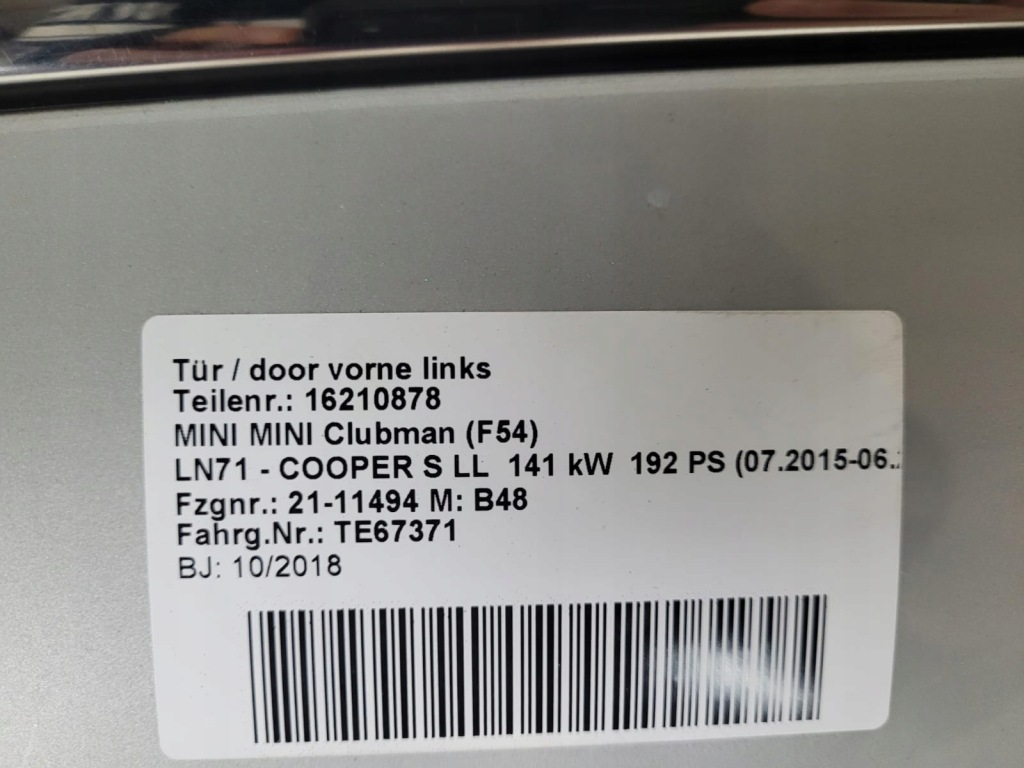 Tür / door vorne links
Teilenr.: 16210878
MINI MINI Clubman (F54)
LN71 - COOPER S LL 141 kW 192 PS (07.2015-06.
Fzgnr.: 21-11494 M: B48
Fahrg.Nr.: TE67371
BJ: 10/2018